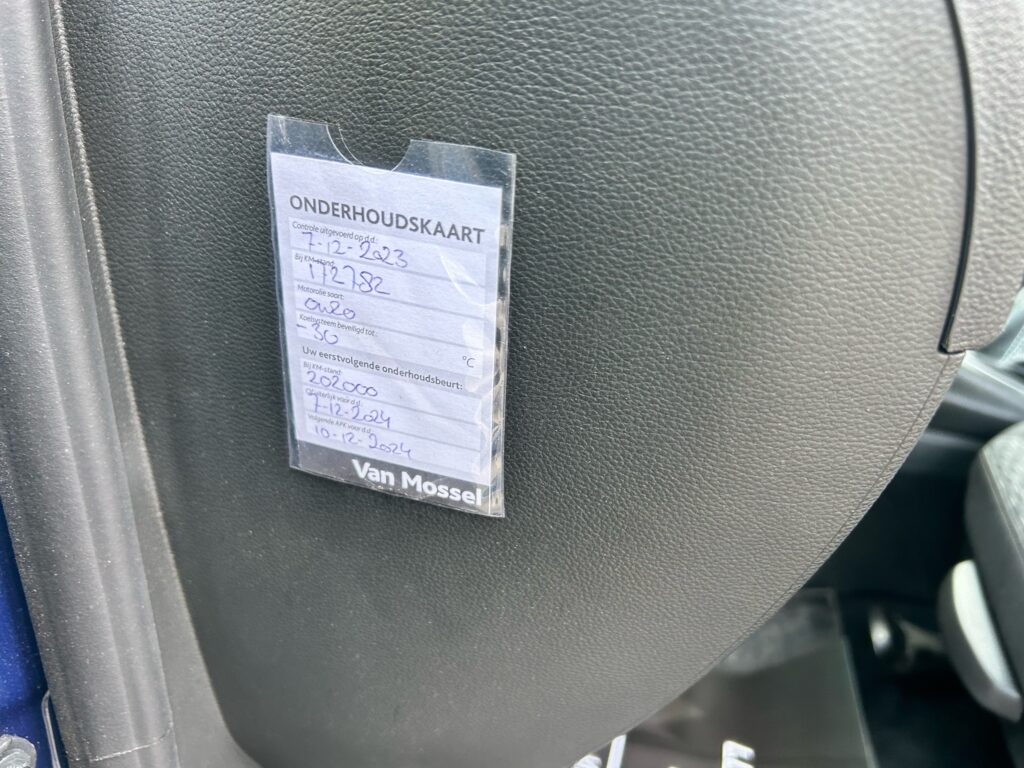 ONDERHOUDSKAART
Controle uitgevoerd op d.d.:
7-12-2023
Bij KM-stand:
172782
Motorolie soort:
0w20
Koelsysteem beveiligd tot:
-30 °C
Uw eerstvolgende onderhoudsbeurt:
Bij KM-stand:
202000
Uiterlijk voor d.d.:
7-12-2024
Volgende APK voor d.d.:
10-12-2024
Van Mossel